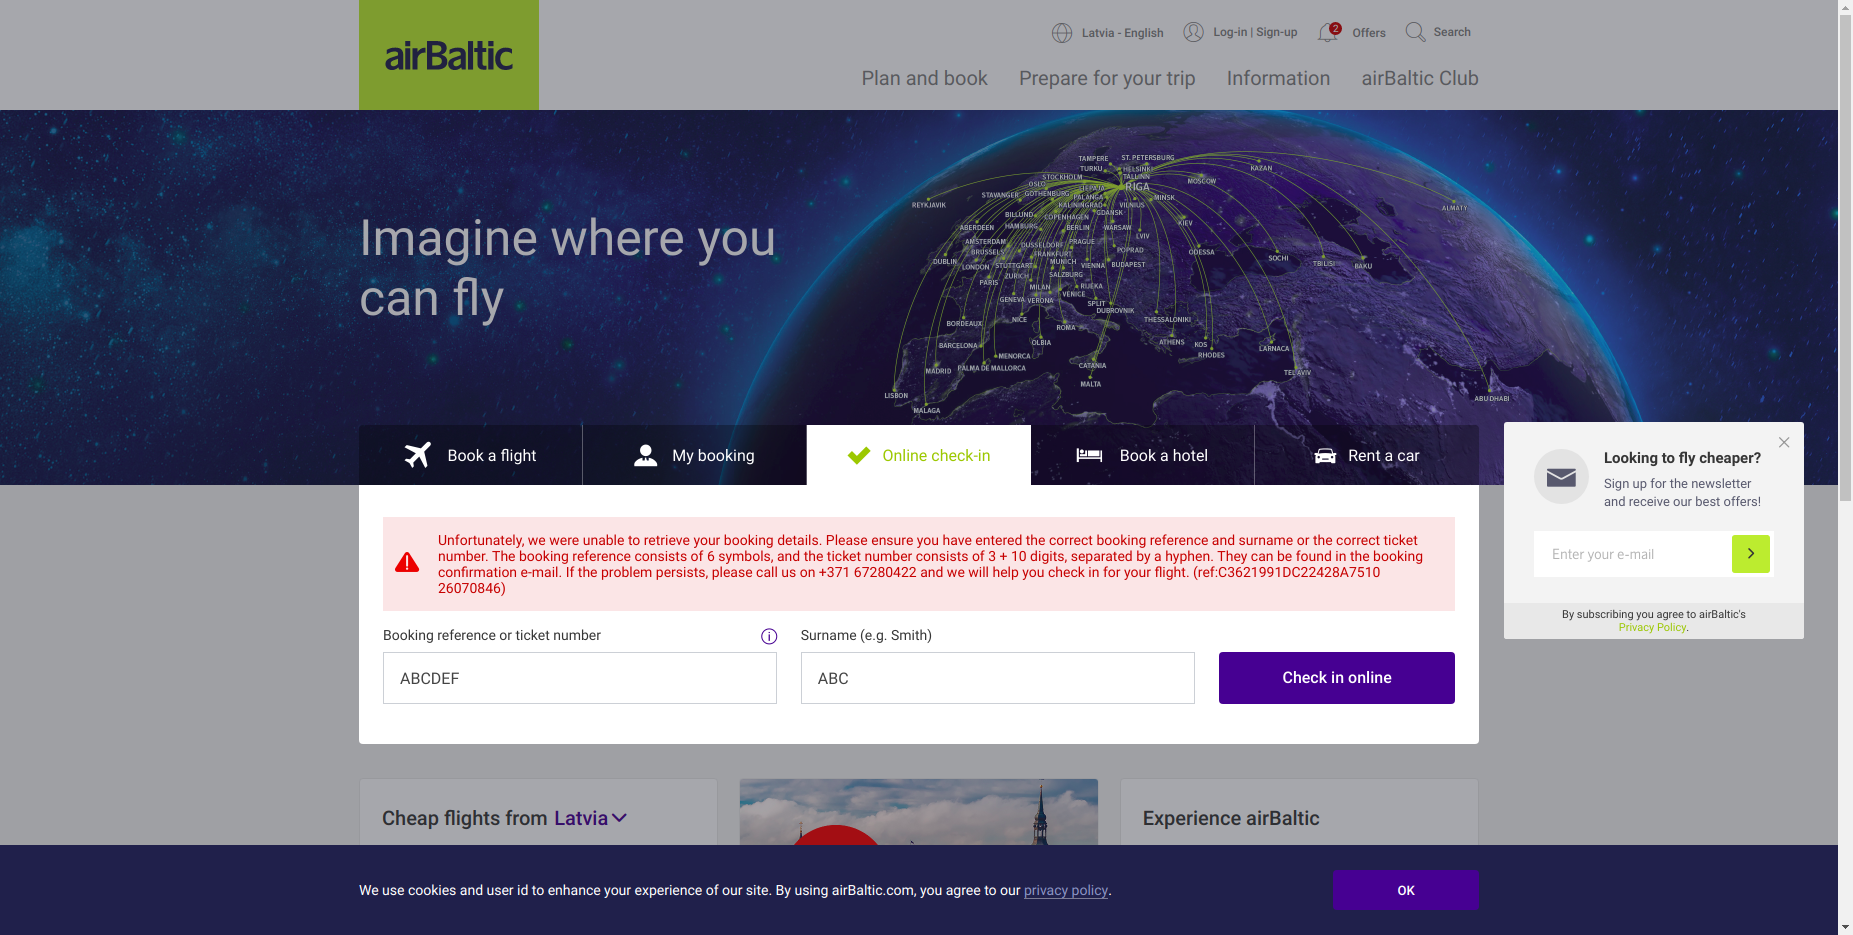 airBaltic
Latvia - English
Log-in | Sign-up
2
Offers
Search
Plan and book
Prepare for your trip
Information
airBaltic Club
Imagine where you
can fly
TAMPERE
ST. PETERSBURG
TURKU
HELSINKI
STOCKHOLM
TALLINN
OSLO
RIGA
KAZAN
MOSCOW
STAVANGER
GOTHENBURG
PALANGA
MINSK
REYKJAVIK
KALININGRAD
VILNIUS
ALMATY
BILLUND
COPENHAGEN
GDANSK
KIEV
ABERDEEN
HAMBURG
BERLIN
WARSAW
LVIV
AMSTERDAM
DUSSELDORF
PRAGUE
BRUSSELS
FRANKFURT
POPRAD
ODESSA
DUBLIN
LONDON
STUTTGART
MUNICH
VIENNA
BUDAPEST
SOCHI
TBILISI
BAKU
ZURICH
SALZBURG
PARIS
MILAN
RIJEKA
GENEVA
VERONA
VENICE
SPLIT
DUBROVNIK
BORDEAUX
NICE
ROMA
THESSALONIKI
BARCELONA
OLBIA
ATHENS
KOS
LARNACA
MENORCA
RHODES
MADRID
PALMA DE MALLORCA
CATANIA
TEL AVIV
MALTA
LISBON
ABU DHABI
MALAGA
Book a flight
My booking
Online check-in
Book a hotel
Rent a car
Looking to fly cheaper?
Sign up for the newsletter
and receive our best offers!
Enter your e-mail
By subscribing you agree to airBaltic's
Privacy Policy.
Unfortunately, we were unable to retrieve your booking details. Please ensure you have entered the correct booking reference and surname or the correct ticket
number. The booking reference consists of 6 symbols, and the ticket number consists of 3 + 10 digits, separated by a hyphen. They can be found in the booking
confirmation e-mail. If the problem persists, please call us on +371 67280422 and we will help you check in for your flight. (ref:C3621991DC22428A7510
26070846)
Booking reference or ticket number
Surname (e.g. Smith)
ABCDEF
ABC
Check in online
Cheap flights from Latvia
Experience airBaltic
We use cookies and user id to enhance your experience of our site. By using airBaltic.com, you agree to our privacy policy.
OK